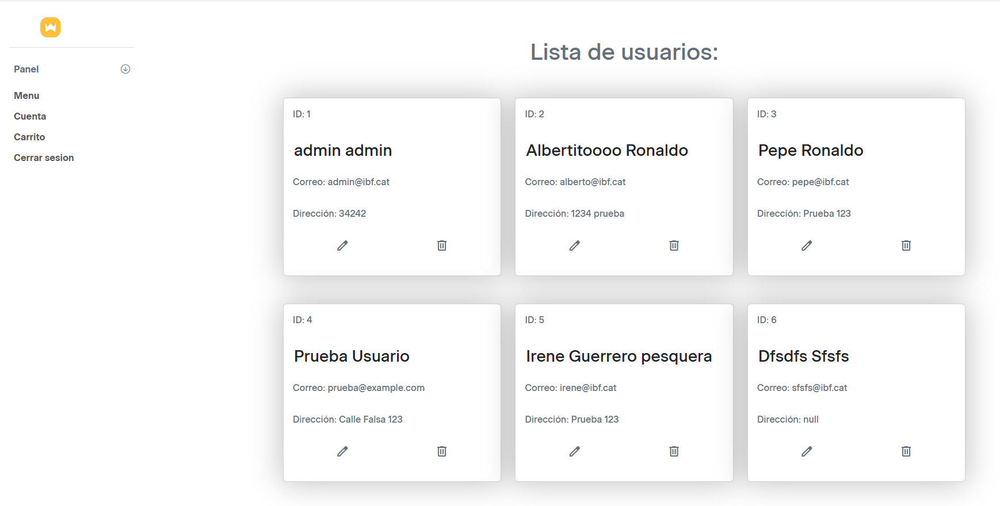 Lista de usuarios:
Panel
Menu
Cuenta
Carrito
Cerrar sesion
ID: 1
admin admin
Correo: admin@ibf.cat
Dirección: 34242
ID: 2
Albertitoooo Ronaldo
Correo: alberto@ibf.cat
Dirección: 1234 prueba
ID: 3
Pepe Ronaldo
Correo: pepe@ibf.cat
Dirección: Prueba 123
ID: 4
Prueba Usuario
Correo: prueba@example.com
Dirección: Calle Falsa 123
ID: 5
Irene Guerrero pesquera
Correo: irene@ibf.cat
Dirección: Prueba 123
ID: 6
Dfsdfs Sfsfs
Correo: sfsfs@ibf.cat
Dirección: null